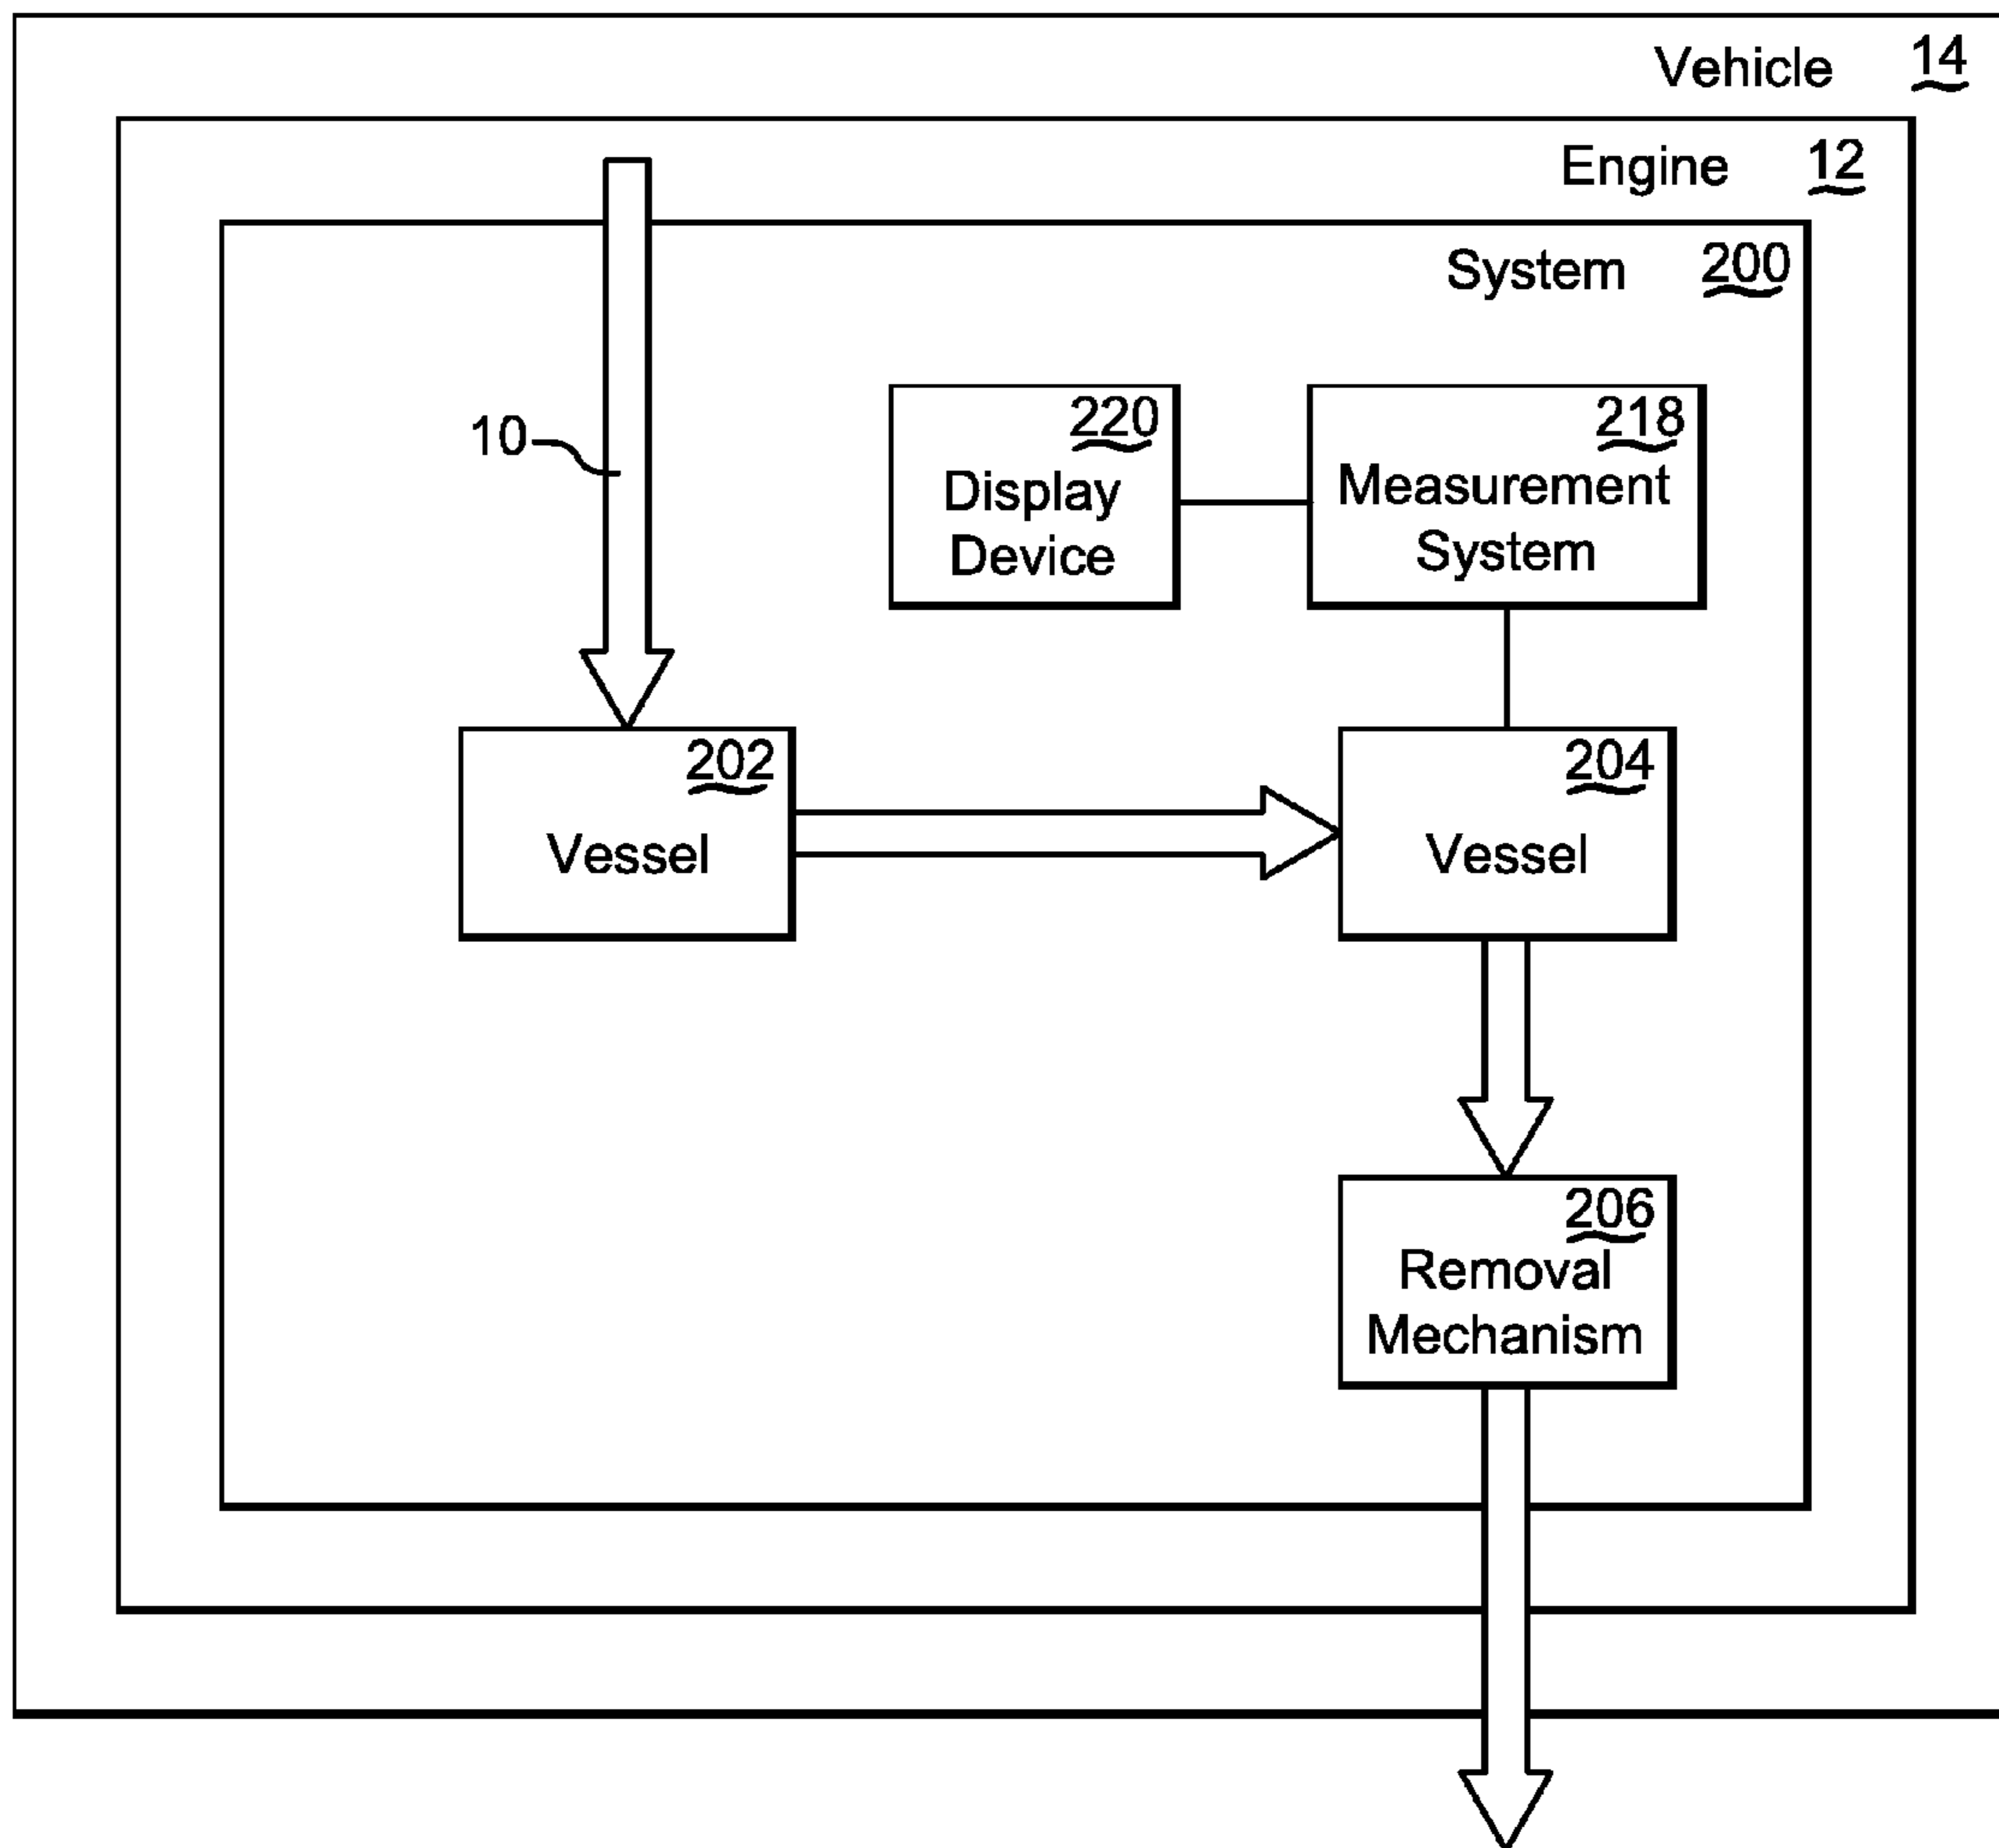 Vehicle 14
Engine 12
System 200
10
220
Display
Device
218
Measurement
System
202
Vessel
204
Vessel
206
Removal
Mechanism